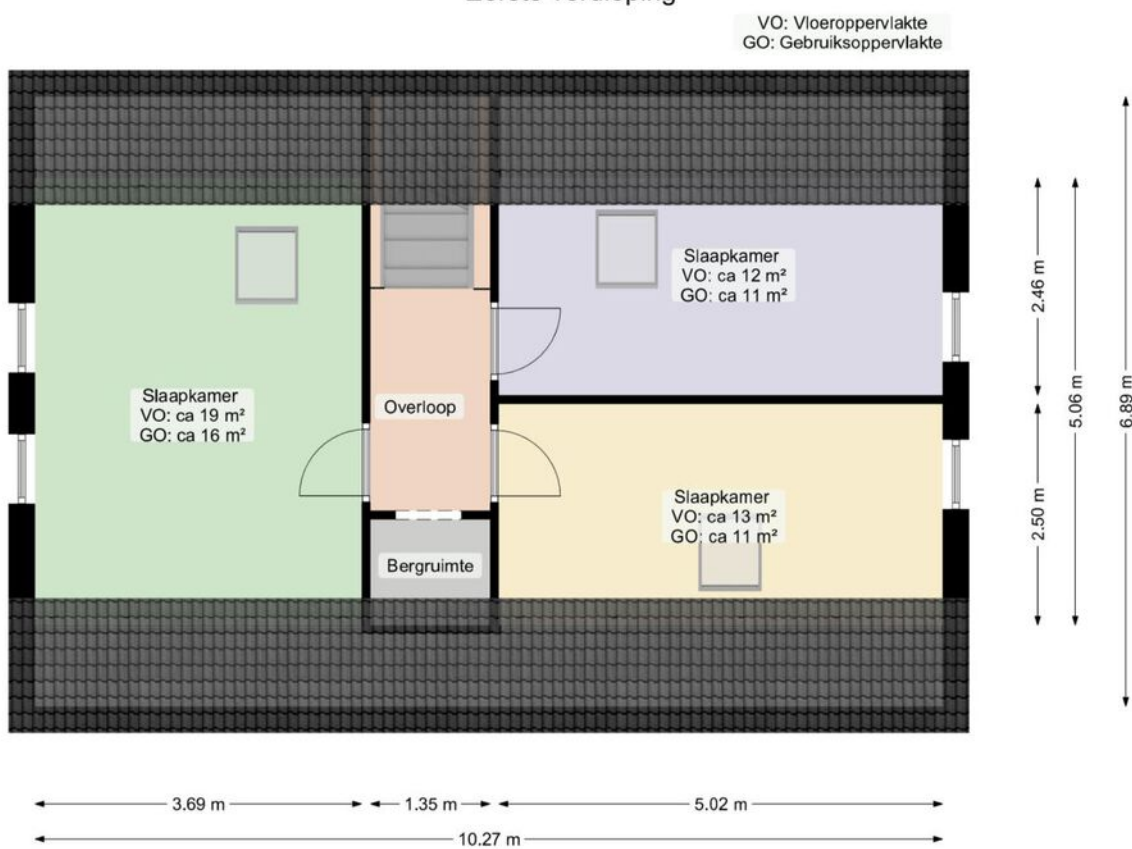 VO: Vloeroppervlakte
GO: Gebruiksoppervlakte
Slaapkamer
VO: ca 12 m²
GO: ca 11 m²
Slaapkamer
VO: ca 19 m²
GO: ca 16 m²
Overloop
Slaapkamer
VO: ca 13 m²
GO: ca 11 m²
Bergruimte
2.46 m
2.50 m
5.06 m
6.89 m
3.69 m
1.35 m
5.02 m
10.27 m